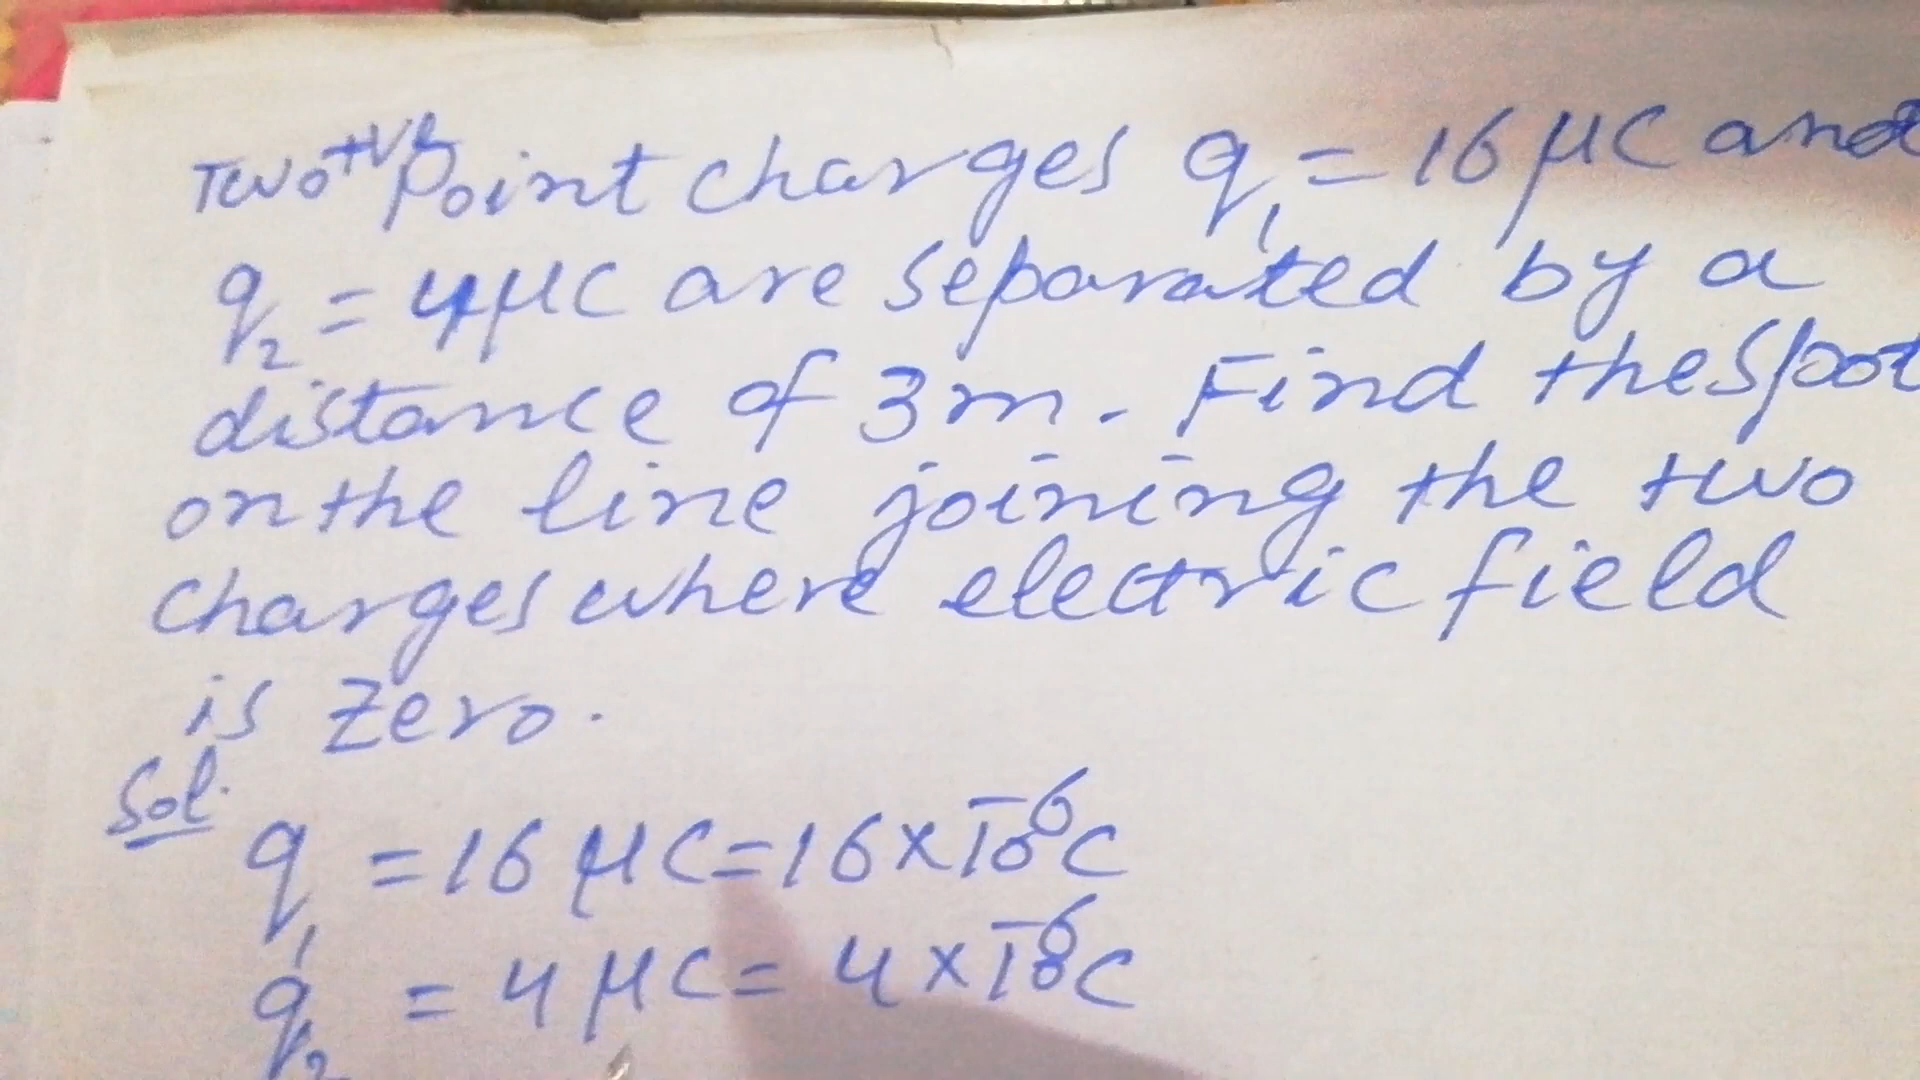 Two +ve Point charges q₁ = 16 μC and
q₂ = 4μC are separated by a
distance of 3m. Find the spot
on the line joining the two
charges where electric field
is zero.
Sol.
q₁ = 16 μC = 16 × 10⁻⁶C
q₂ = 4 μC = 4 × 10⁻⁶C